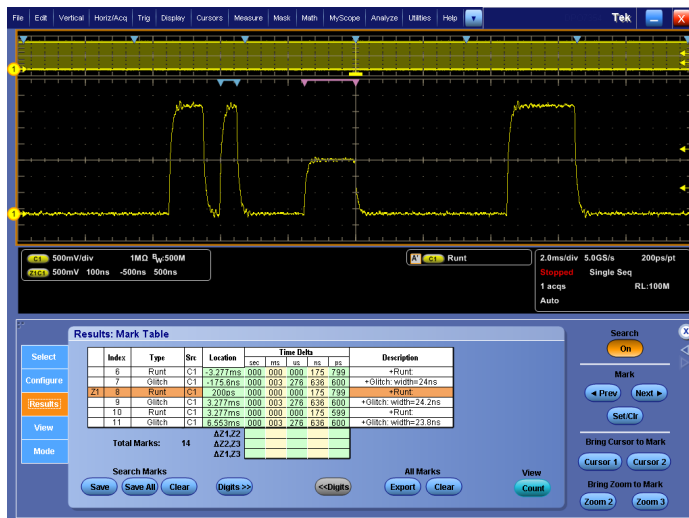 File Edit Vertical Horiz/Acq Trig Display Cursors Measure Mask Math MyScope Analyze Utilities Help Tek X
1
1
C1 500mV/div 1MΩ BW:500M
Z1C1 500mV 100ns -500ns 500ns
A' C1 Runt
2.0ms/div 5.0GS/s 200ps/pt
Stopped Single Seq
1 acqs RL:100M
Auto
Results: Mark Table
Select
Configure
Results
View
Mode
Index Type Src Location Time Delta Description
sec ms us ns ps
6 Runt C1 -3.277ms 000 000 000 175 799 +Runt:
7 Glitch C1 -175.6ns 000 003 276 636 600 +Glitch: width=24ns
Z1 8 Runt C1 200ps 000 000 000 175 799 +Runt:
9 Glitch C1 3.277ms 000 003 276 636 600 +Glitch: width=24.2ns
10 Runt C1 3.277ms 000 000 000 175 599 +Runt:
11 Glitch C1 6.553ms 000 003 276 636 600 +Glitch: width=23.8ns
Total Marks: 14
ΔZ1,Z2
ΔZ2,Z3
ΔZ1,Z3
Search Marks
Save Save All Clear
Digits >>
<<Digits
All Marks
Export Clear
View
Count
Search
On
X
Mark
Prev Next
Set/Clr
Bring Cursor to Mark
Cursor 1 Cursor 2
Bring Zoom to Mark
Zoom 2 Zoom 3